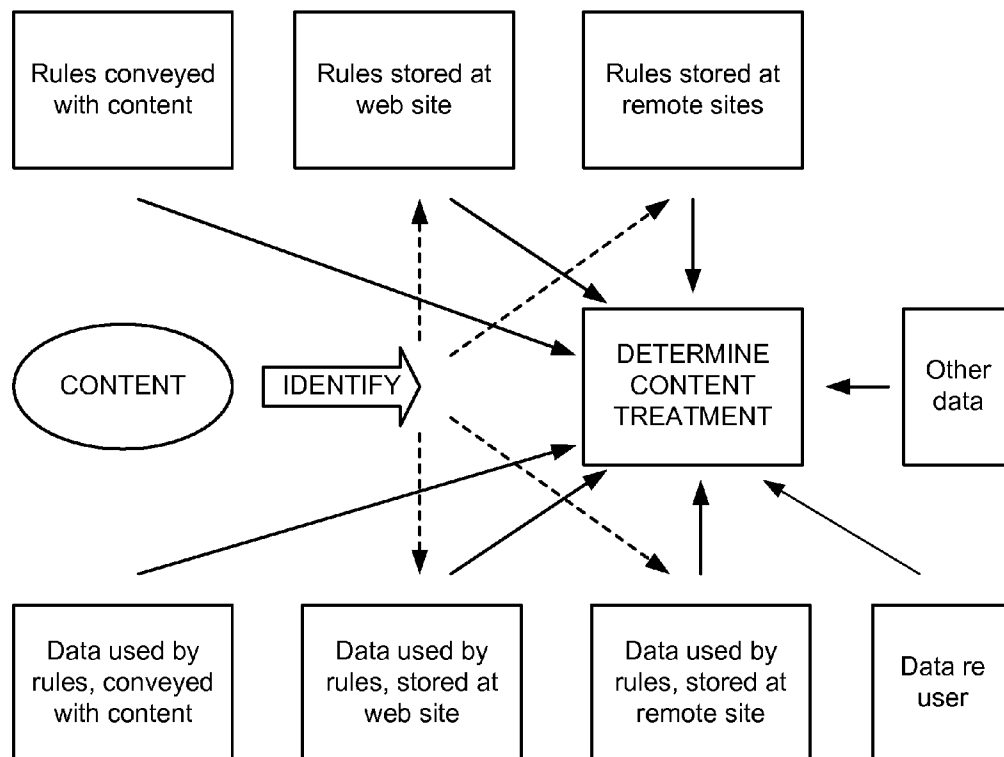 Rules conveyed
with content
Rules stored at
web site
Rules stored at
remote sites
CONTENT
IDENTIFY
DETERMINE
CONTENT
TREATMENT
Other
data
Data used by
rules, conveyed
with content
Data used by
rules, stored at
web site
Data used by
rules, stored at
remote site
Data re
user